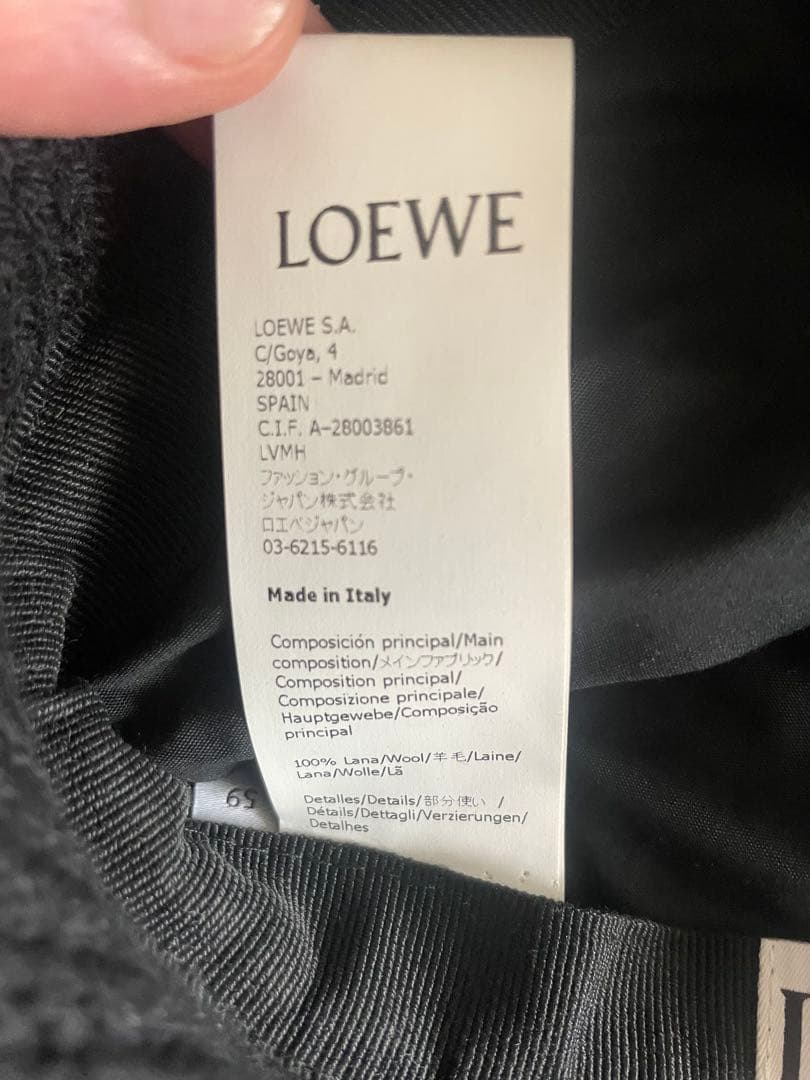 LOEWE
LOEWE S.A.
C/Goya, 4
28001 – Madrid
SPAIN
C.I.F. A-28003861
LVMH
ファッション・グループ・
ジャパン株式会社
ロエベジャパン
03-6215-6116
Made in Italy
Composición principal/Main
composition/メインファブリック/
Composition principal/
Composizione principale/
Hauptgewebe/Composição
principal
100% Lana/Wool/羊毛/Laine/
Lana/Wolle/Lã
Detalles/Details/部分使い /
Détails/Dettagli/Verzierungen/
Detalhes
59